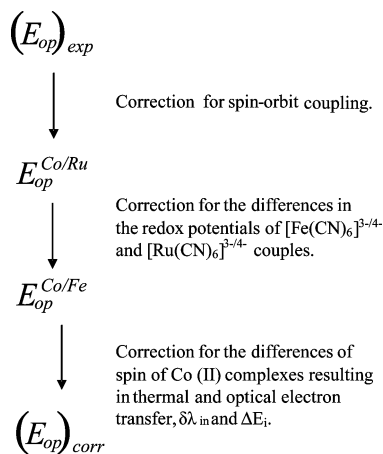 (E_op)_exp
Correction for spin-orbit coupling.
E_op^Co/Ru
Correction for the differences in
the redox potentials of [Fe(CN)₆]³⁻ᐟ⁴⁻
and [Ru(CN)₆]³⁻ᐟ⁴⁻ couples.
E_op^Co/Fe
Correction for the differences of
spin of Co (II) complexes resulting
in thermal and optical electron
transfer, δλ in and ΔEᵢ.
(E_op)_corr